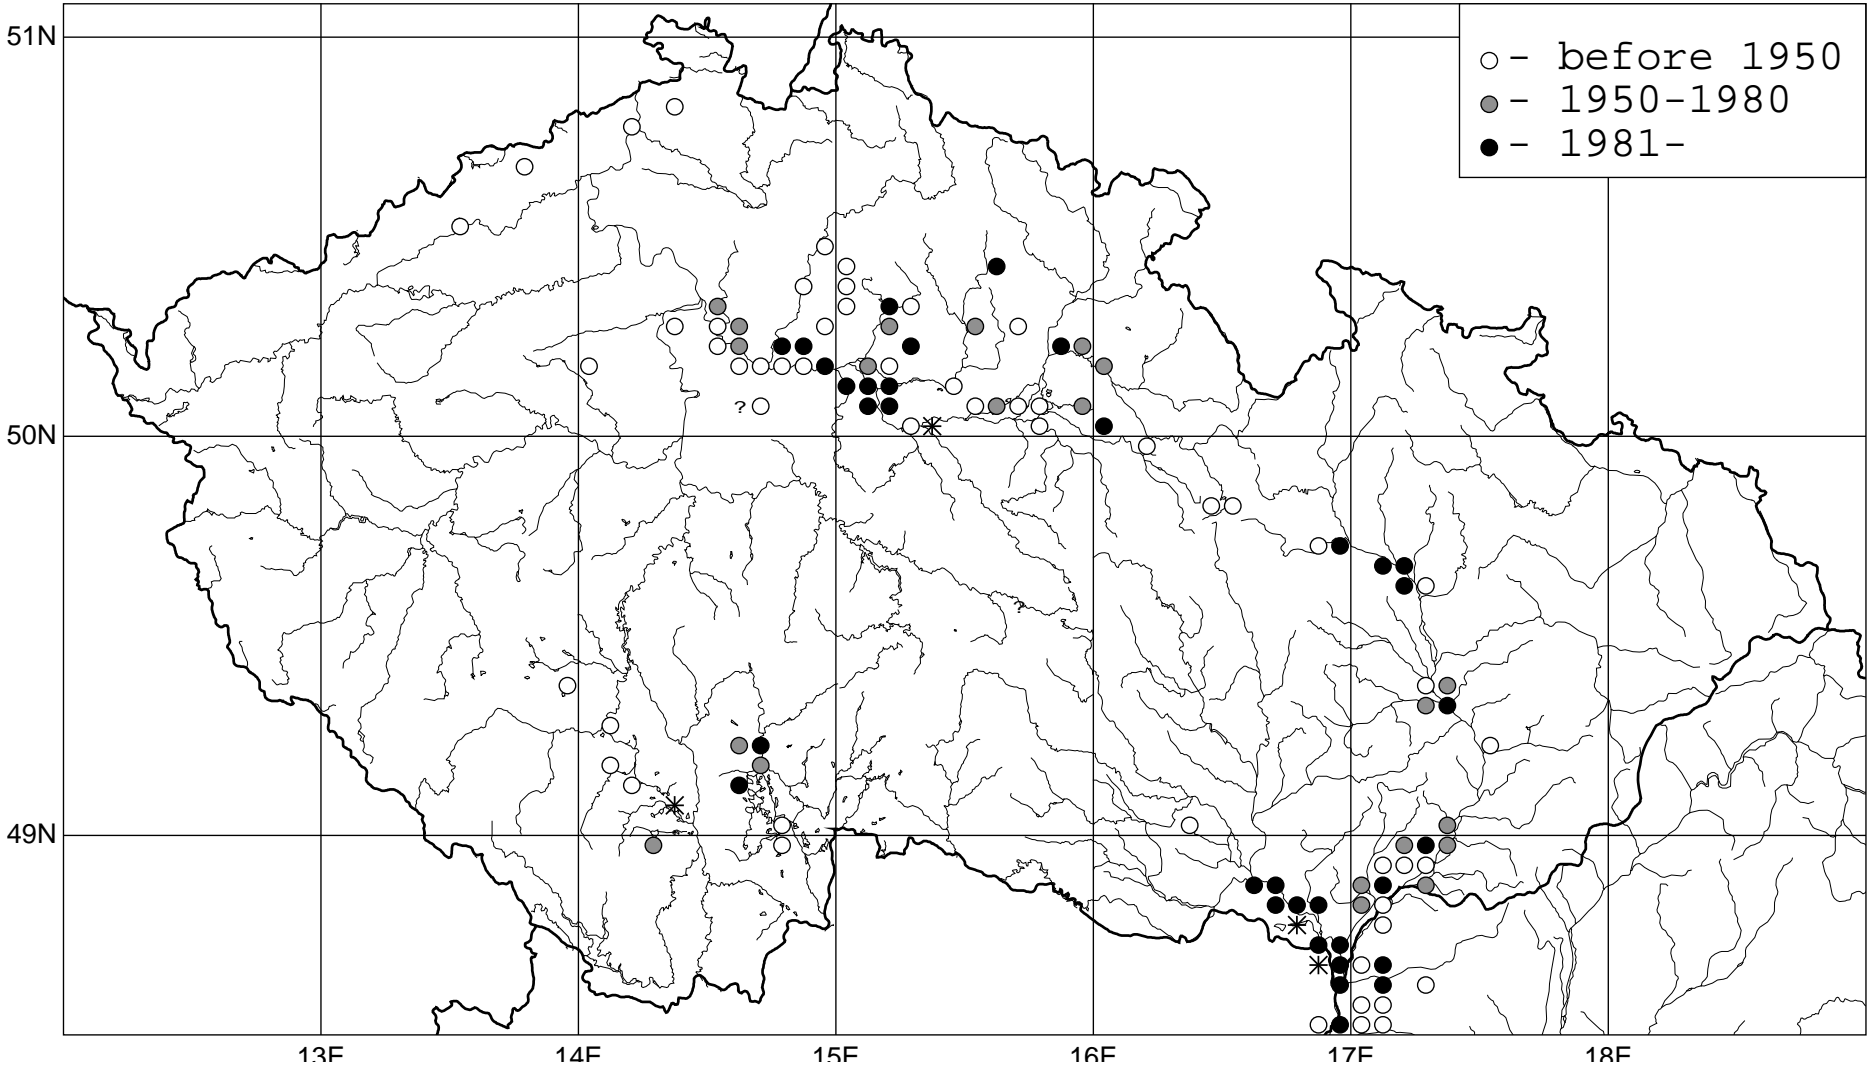 51N
○- before 1950
●- 1950-1980
●- 1981-
?
50N
49N
13E 14E 15E 16E 17E 18E